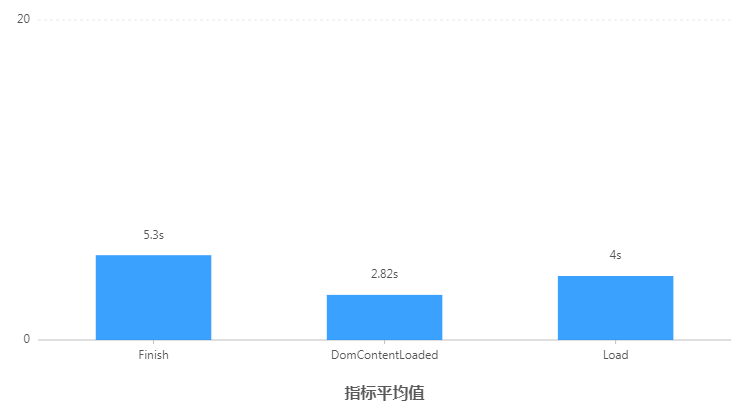 20
5.3s
2.82s
4s
0
Finish
DomContentLoaded
Load
指标平均值